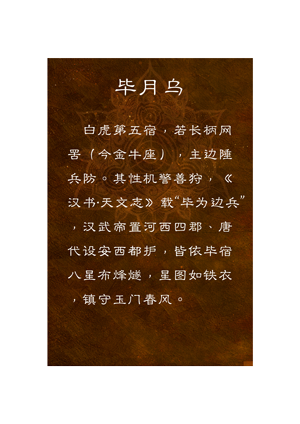 毕月乌
白虎第五宿，若长柄网
罟（今金牛座），主边陲
兵防。其性机警善狩，《
汉书·天文志》载“毕为边兵”
，汉武帝置河西四郡、唐
代设安西都护，皆依毕宿
八星布烽燧，星图如铁衣
，镇守玉门春风。